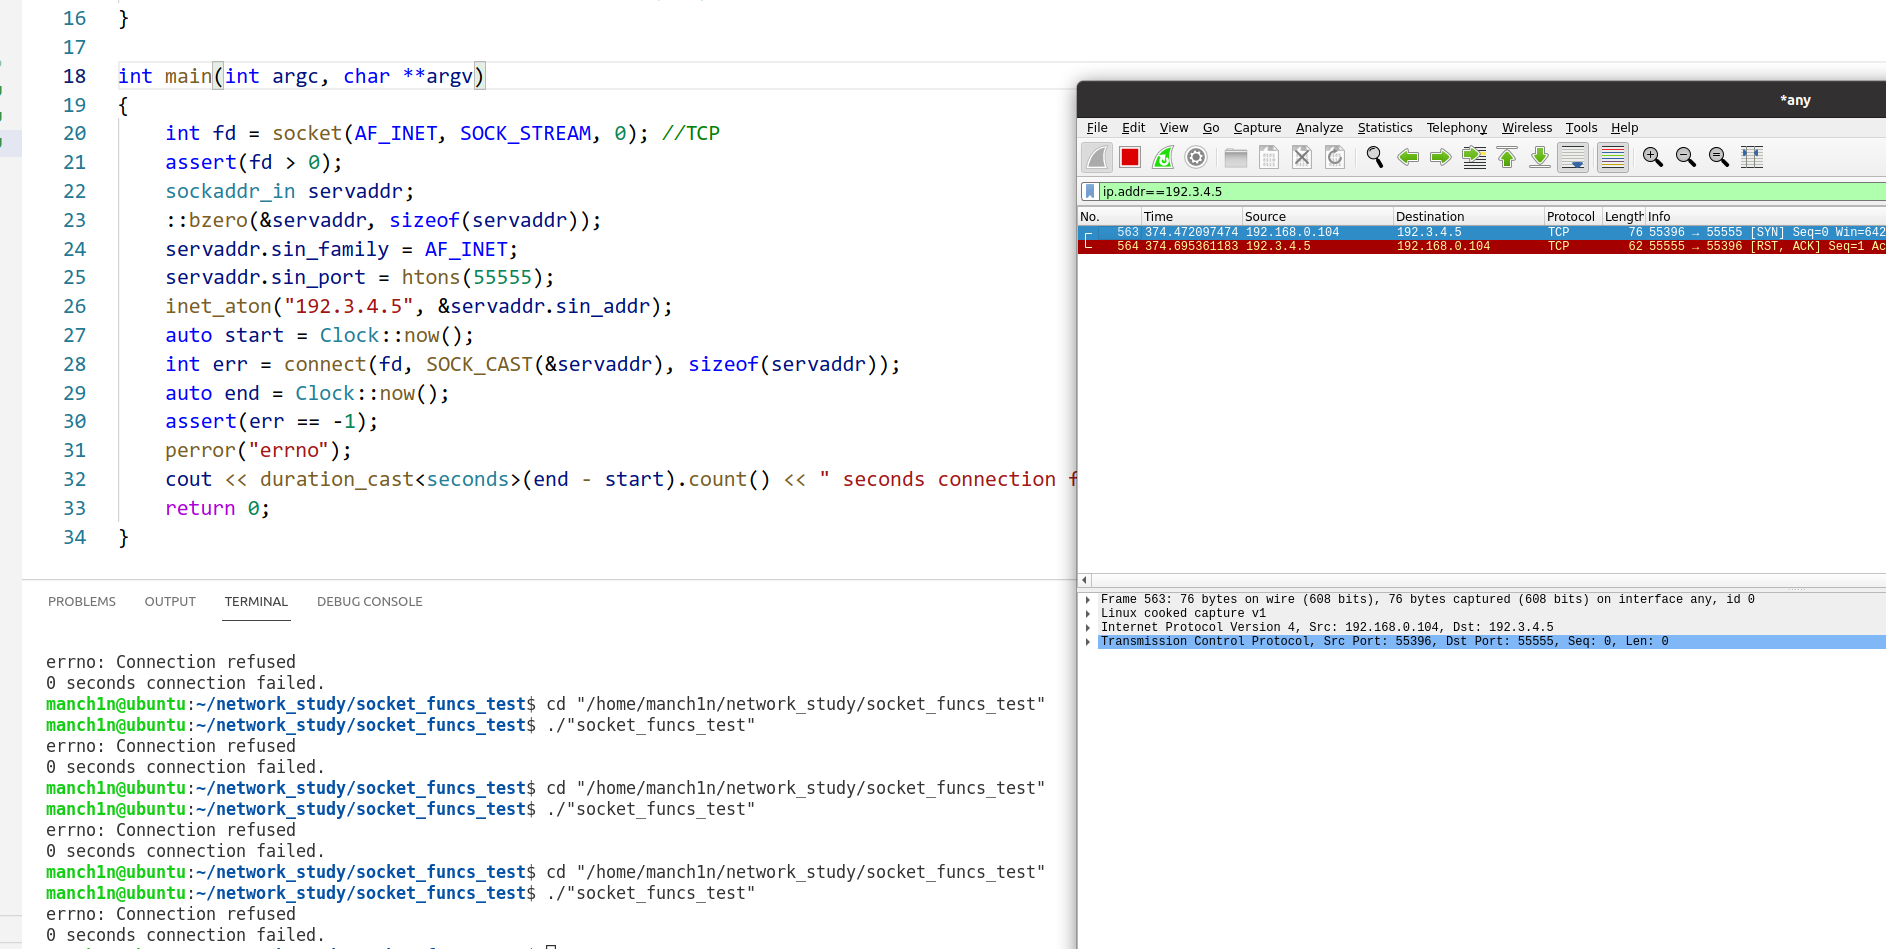 16 }
17
18 int main(int argc, char **argv)
19 {
20 int fd = socket(AF_INET, SOCK_STREAM, 0); //TCP
21 assert(fd > 0);
22 sockaddr_in servaddr;
23 ::bzero(&servaddr, sizeof(servaddr));
24 servaddr.sin_family = AF_INET;
25 servaddr.sin_port = htons(55555);
26 inet_aton("192.3.4.5", &servaddr.sin_addr);
27 auto start = Clock::now();
28 int err = connect(fd, SOCK_CAST(&servaddr), sizeof(servaddr));
29 auto end = Clock::now();
30 assert(err == -1);
31 perror("errno");
32 cout << duration_cast<seconds>(end - start).count() << " seconds connection f
33 return 0;
34 }
PROBLEMS OUTPUT TERMINAL DEBUG CONSOLE
errno: Connection refused
0 seconds connection failed.
manch1n@ubuntu:~/network_study/socket_funcs_test$ cd "/home/manch1n/network_study/socket_funcs_test"
manch1n@ubuntu:~/network_study/socket_funcs_test$ ./"socket_funcs_test"
errno: Connection refused
0 seconds connection failed.
manch1n@ubuntu:~/network_study/socket_funcs_test$ cd "/home/manch1n/network_study/socket_funcs_test"
manch1n@ubuntu:~/network_study/socket_funcs_test$ ./"socket_funcs_test"
errno: Connection refused
0 seconds connection failed.
manch1n@ubuntu:~/network_study/socket_funcs_test$ cd "/home/manch1n/network_study/socket_funcs_test"
manch1n@ubuntu:~/network_study/socket_funcs_test$ ./"socket_funcs_test"
errno: Connection refused
0 seconds connection failed.
*any
File Edit View Go Capture Analyze Statistics Telephony Wireless Tools Help
ip.addr==192.3.4.5
No. Time Source Destination Protocol Length Info
563 374.472097474 192.168.0.104 192.3.4.5 TCP 76 55396 → 55555 [SYN] Seq=0 Win=642
564 374.695361183 192.3.4.5 192.168.0.104 TCP 62 55555 → 55396 [RST, ACK] Seq=1 Ac
Frame 563: 76 bytes on wire (608 bits), 76 bytes captured (608 bits) on interface any, id 0
Linux cooked capture v1
Internet Protocol Version 4, Src: 192.168.0.104, Dst: 192.3.4.5
Transmission Control Protocol, Src Port: 55396, Dst Port: 55555, Seq: 0, Len: 0